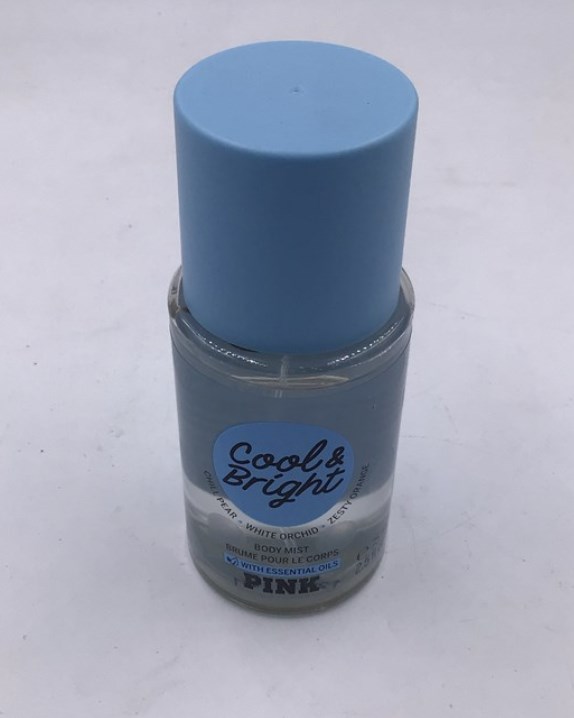 Cool &
Bright
PEAR • WHITE ORCHID • ZESTY ORANGE
BODY MIST
BRUME POUR LE CORPS
WITH ESSENTIAL OILS
PINK